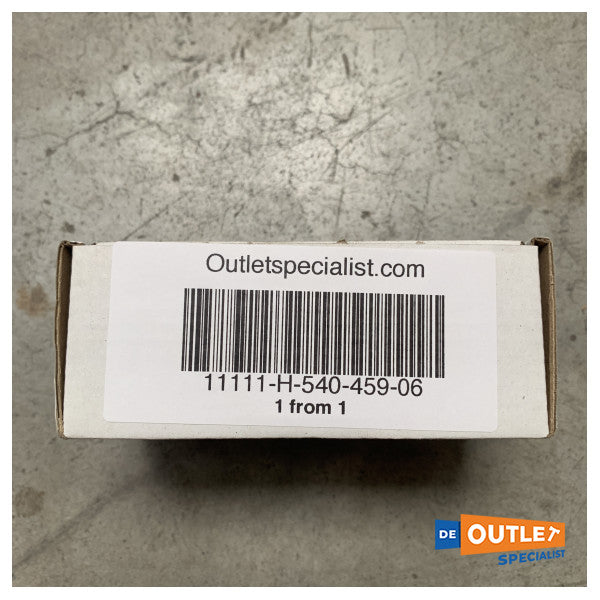 Outletspecialist.com
11111-H-540-459-06
1 from 1
DE OUTLET
SPECIALIST